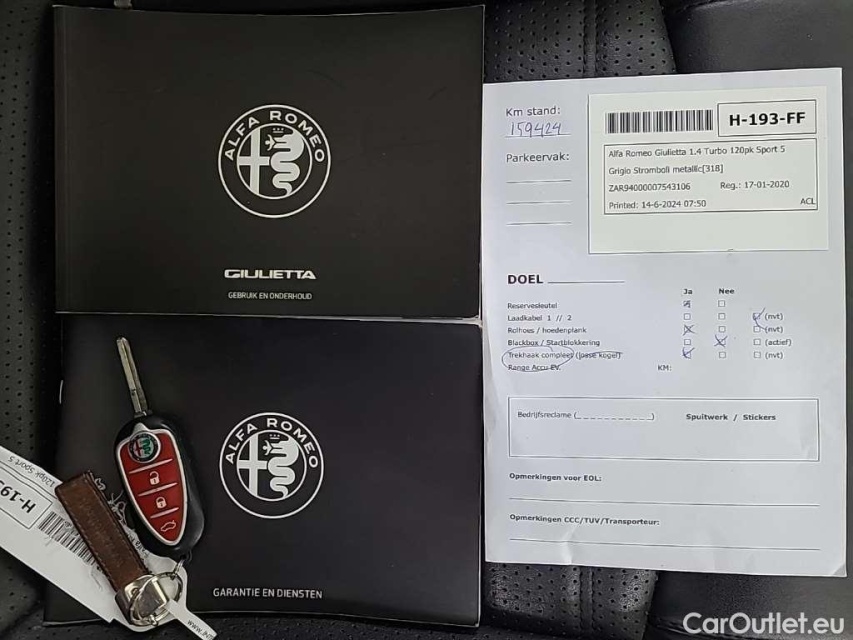 ALFA ROMEO
GIULIETTA
GEBRUIK EN ONDERHOUD
ALFA ROMEO
GARANTIE EN DIENSTEN
120pk Sport 5
H-193
Km stand:
159424
Parkeervak:
H-193-FF
Alfa Romeo Giulietta 1.4 Turbo 120pk Sport 5
Grigio Stromboli metallic[318]
ZAR94000007543106 Reg.: 17-01-2020
Printed: 14-6-2024 07:50 ACL
DOEL
Ja Nee
Reservesleutel
Laadkabel 1 // 2 (nvt)
Rolhoes / hoedenplank (nvt)
Blackbox / Startblokkering (actief)
Trekhaak compleet (losse kogel) (nvt)
Range Accu EV. KM:
Bedrijfsreclame (_ _ _ _ _ _ _ _ _ _) Spuitwerk / Stickers
Opmerkingen voor EOL:
Opmerkingen CCC/TUV/Transporteur:
CarOutlet.eu